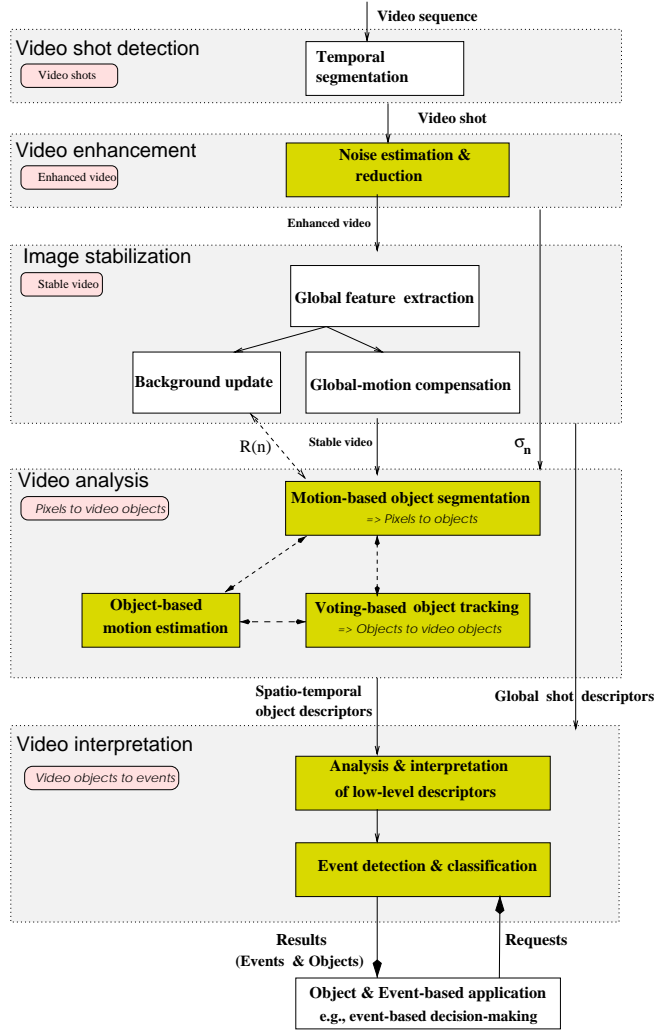 Video sequence
Video shot detection
Video shots
Temporal
segmentation
Video shot
Video enhancement
Enhanced video
Noise estimation &
reduction
Enhanced video
Image stabilization
Stable video
Global feature extraction
Background update
Global-motion compensation
R(n)
Stable video
σn
Video analysis
Pixels to video objects
Motion-based object segmentation
=> Pixels to objects
Object-based
motion estimation
Voting-based object tracking
=> Objects to video objects
Spatio-temporal
object descriptors
Global shot descriptors
Video interpretation
Video objects to events
Analysis & interpretation
of low-level descriptors
Event detection & classification
Results
(Events & Objects)
Requests
Object & Event-based application
e.g., event-based decision-making